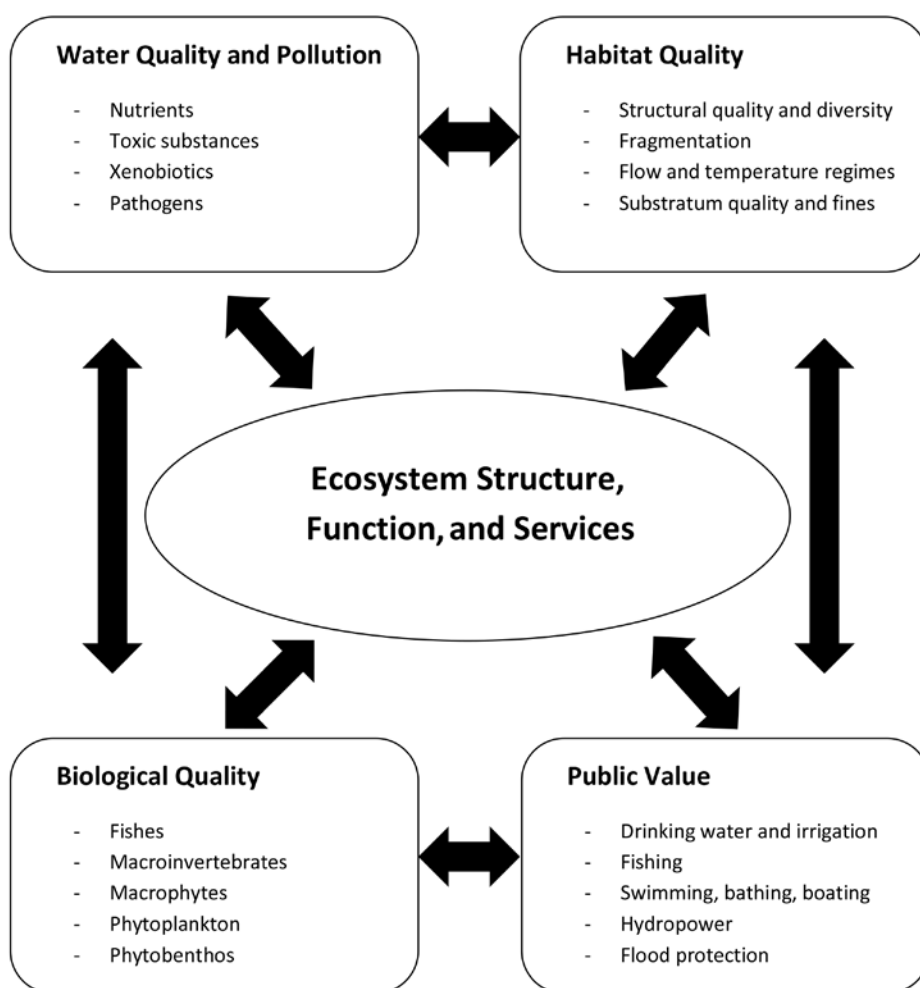 Water Quality and Pollution
- Nutrients
- Toxic substances
- Xenobiotics
- Pathogens
Habitat Quality
- Structural quality and diversity
- Fragmentation
- Flow and temperature regimes
- Substratum quality and fines
Ecosystem Structure,
Function, and Services
Biological Quality
- Fishes
- Macroinvertebrates
- Macrophytes
- Phytoplankton
- Phytobenthos
Public Value
- Drinking water and irrigation
- Fishing
- Swimming, bathing, boating
- Hydropower
- Flood protection